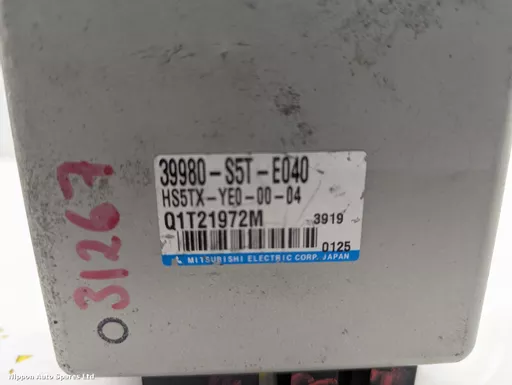 39980-S5T-E040
HS5TX-YE0-00-04
Q1T21972M 3919
0125
MITSUBISHI ELECTRIC CORP. JAPAN
31267
Nippon Auto Spares Ltd